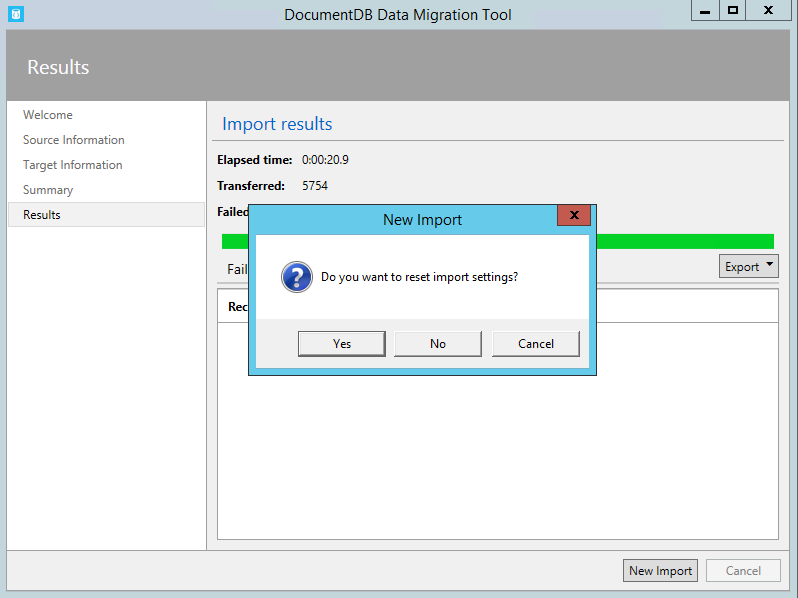 DocumentDB Data Migration Tool
Results
Welcome
Source Information
Target Information
Summary
Results
Import results
Elapsed time: 0:00:20.9
Transferred: 5754
Failed
New Import
Do you want to reset import settings?
Yes No Cancel
Fail
Export
Rec
New Import Cancel